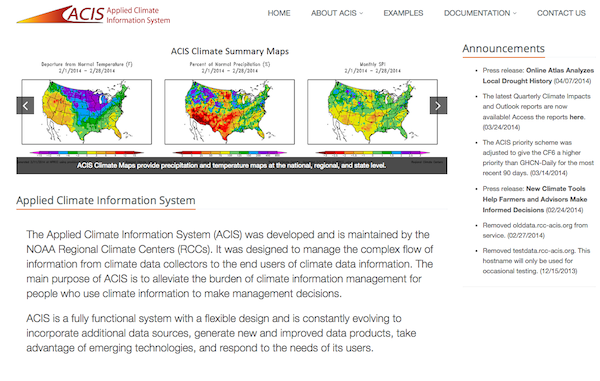 ACIS Applied Climate
Information System
HOME ABOUT ACIS EXAMPLES DOCUMENTATION CONTACT US
ACIS Climate Summary Maps
Departure from Normal Temperature (F)
2/1/2014 - 2/28/2014
Percent of Normal Precipitation (%)
2/1/2014 - 2/28/2014
Monthly SPI
2/1/2014 - 2/28/2014
ACIS Climate Maps provide precipitation and temperature maps at the national, regional, and state level.
Applied Climate Information System
The Applied Climate Information System (ACIS) was developed and is maintained by the
NOAA Regional Climate Centers (RCCs). It was designed to manage the complex flow of
information from climate data collectors to the end users of climate data information. The
main purpose of ACIS is to alleviate the burden of climate information management for
people who use climate information to make management decisions.
ACIS is a fully functional system with a flexible design and is constantly evolving to
incorporate additional data sources, generate new and improved data products, take
advantage of emerging technologies, and respond to the needs of its users.
Announcements
Press release: Online Atlas Analyzes
Local Drought History (04/07/2014)
The latest Quarterly Climate Impacts
and Outlook reports are now
available! Access the reports here.
(03/24/2014)
The ACIS priority scheme was
adjusted to give the CF6 a higher
priority than GHCN-Daily for the most
recent 90 days. (03/14/2014)
Press release: New Climate Tools
Help Farmers and Advisors Make
Informed Decisions (02/24/2014)
Removed olddata.rcc-acis.org from
service. (02/27/2014)
Removed testdata.rcc-acis.org. This
hostname will only be used for
occasional testing. (12/15/2013)